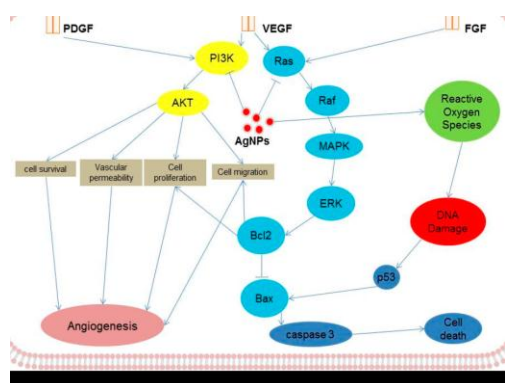 PDGF
VEGF
FGF
PI3K
Ras
AKT
Raf
Reactive
Oxygen
Species
AgNPs
MAPK
cell survival
Vascular
permeability
Cell
proliferation
Cell migration
ERK
DNA
Damage
Bcl2
p53
Bax
Angiogenesis
caspase 3
Cell
death